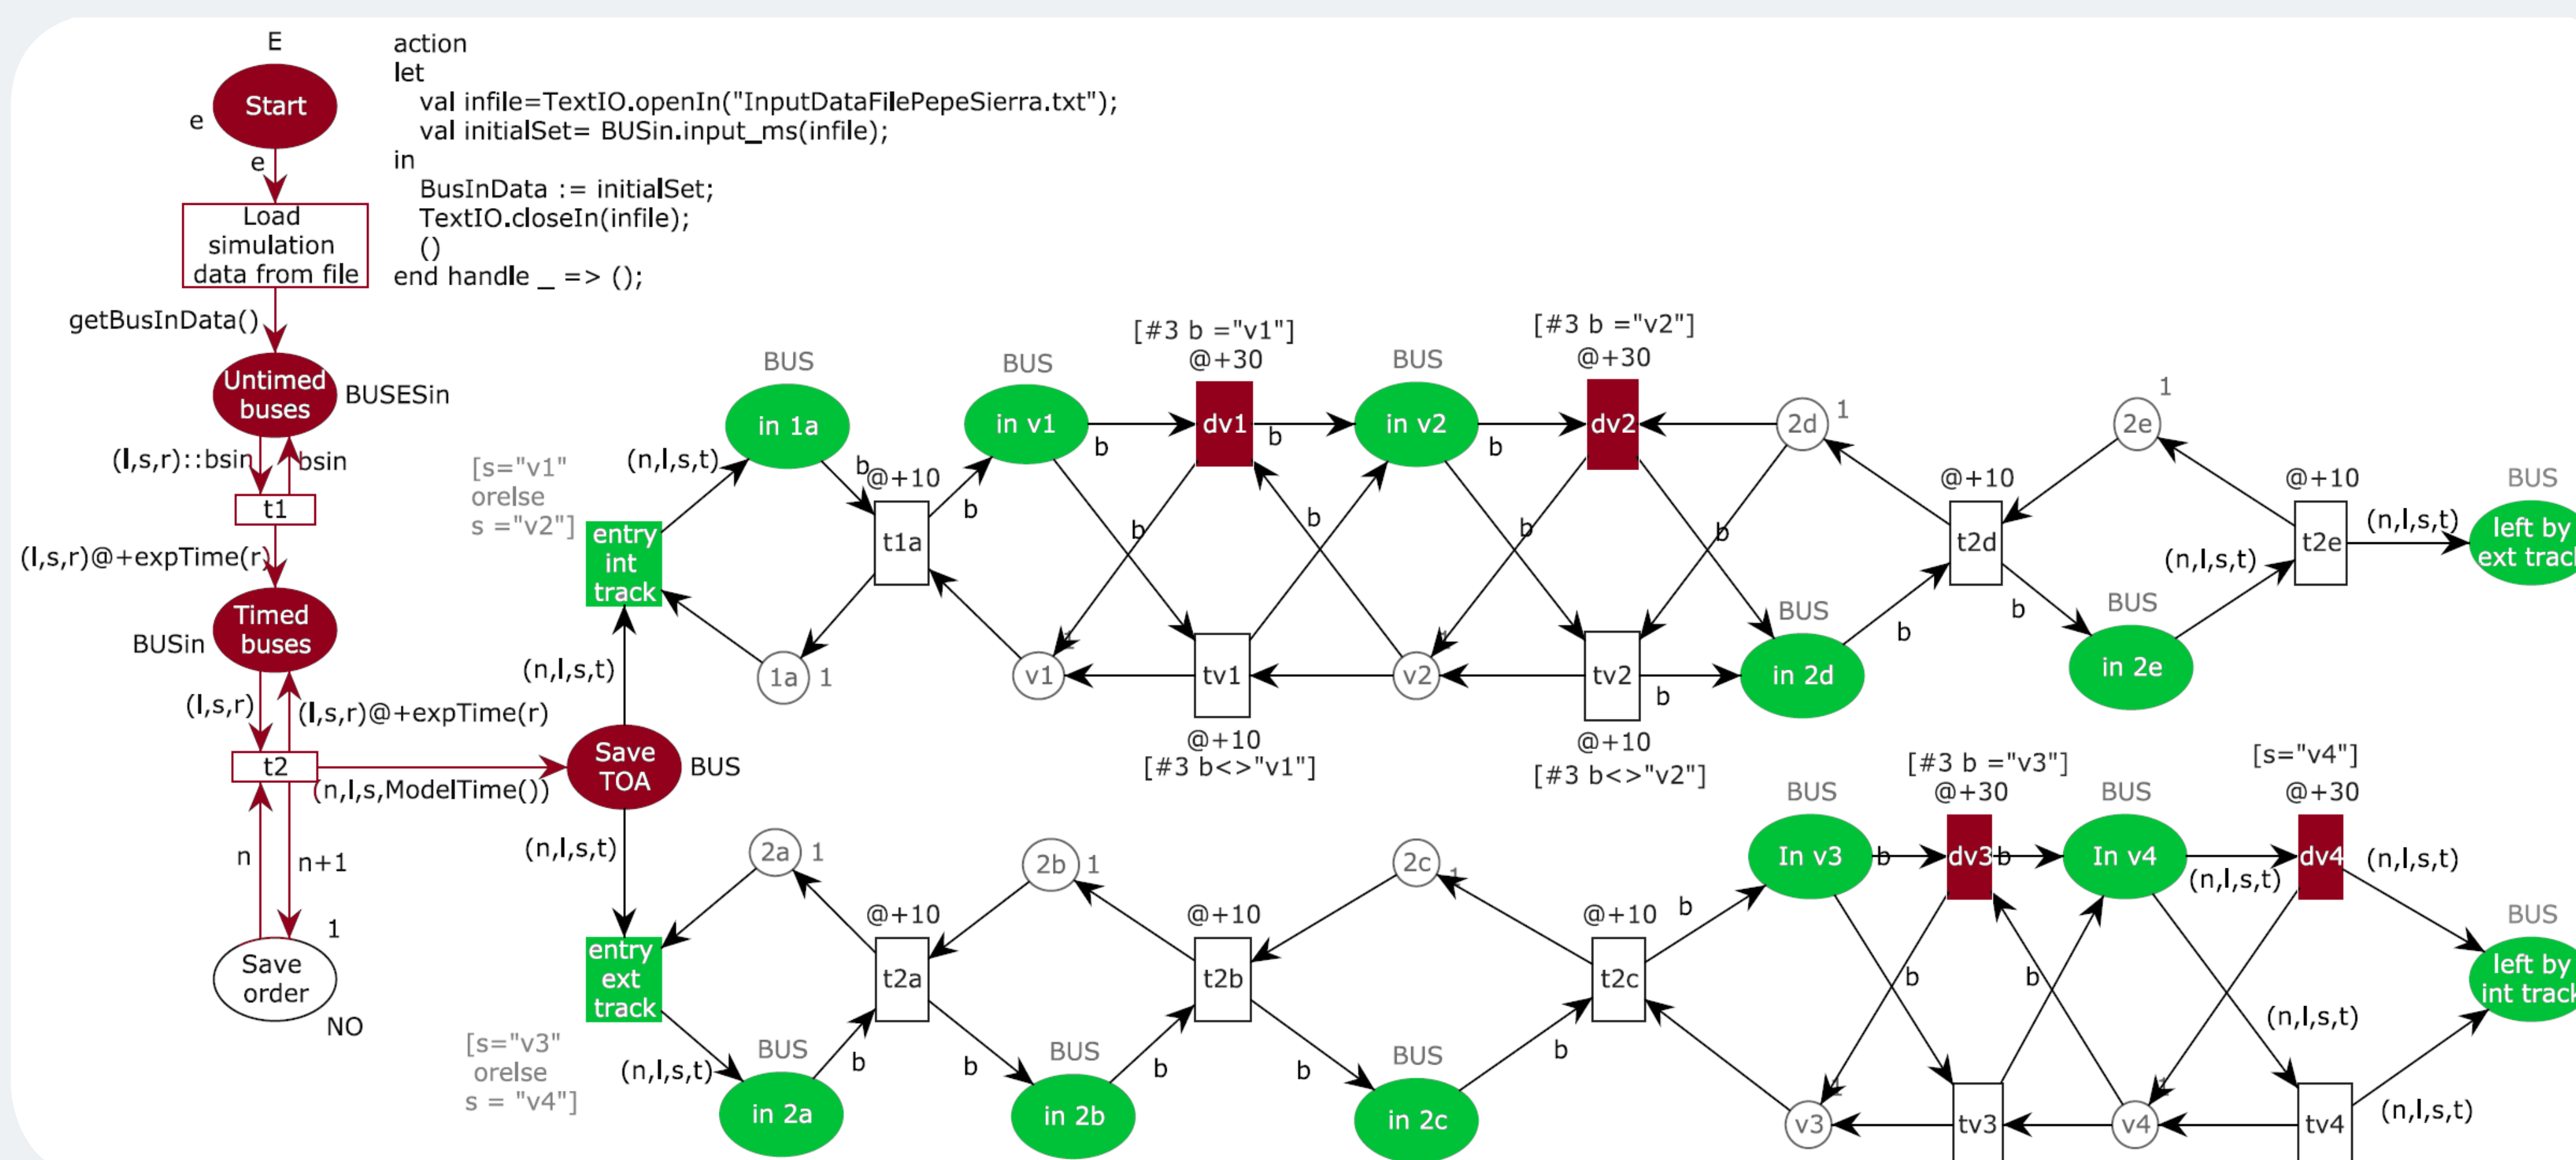 E
Start
e
e
action
let
val infile=TextIO.openIn("InputDataFilePepeSierra.txt");
val initialSet= BUSin.input_ms(infile);
in
BusInData := initialSet;
TextIO.closeIn(infile);
()
end handle _ => ();
Load
simulation
data from file
getBusInData()
Untimed
buses
BUSESin
(l,s,r)::bsin
bsin
t1
(l,s,r)@+expTime(r)
Timed
buses
BUSin
(l,s,r)
(l,s,r)@+expTime(r)
t2
(n,l,s,ModelTime())
n
n+1
1
Save
order
NO
Save
TOA
BUS
(n,l,s,t)
(n,l,s,t)
[s="v1"
orelse
s ="v2"]
entry
int
track
(n,l,s,t)
BUS
in 1a
b
@+10
t1a
b
1a
1
BUS
in v1
b
[#3 b ="v1"]
@+30
dv1
b
b
b
v1
1
tv1
@+10
[#3 b<>"v1"]
BUS
in v2
b
[#3 b ="v2"]
@+30
dv2
b
b
v2
1
tv2
b
@+10
[#3 b<>"v2"]
2d
1
BUS
in 2d
b
@+10
t2d
b
2e
1
BUS
in 2e
(n,l,s,t)
@+10
t2e
(n,l,s,t)
BUS
left by
ext track
entry
ext
track
[s="v3"
orelse
s = "v4"]
(n,l,s,t)
2a
1
BUS
in 2a
b
@+10
t2a
b
2b
1
BUS
in 2b
b
@+10
t2b
b
2c
1
BUS
in 2c
b
@+10
t2c
b
BUS
In v3
b
[#3 b ="v3"]
@+30
dv3
b
b
b
v3
1
tv3
BUS
In v4
(n,l,s,t)
[s="v4"]
@+30
dv4
(n,l,s,t)
(n,l,s,t)
v4
1
tv4
(n,l,s,t)
BUS
left by
int track